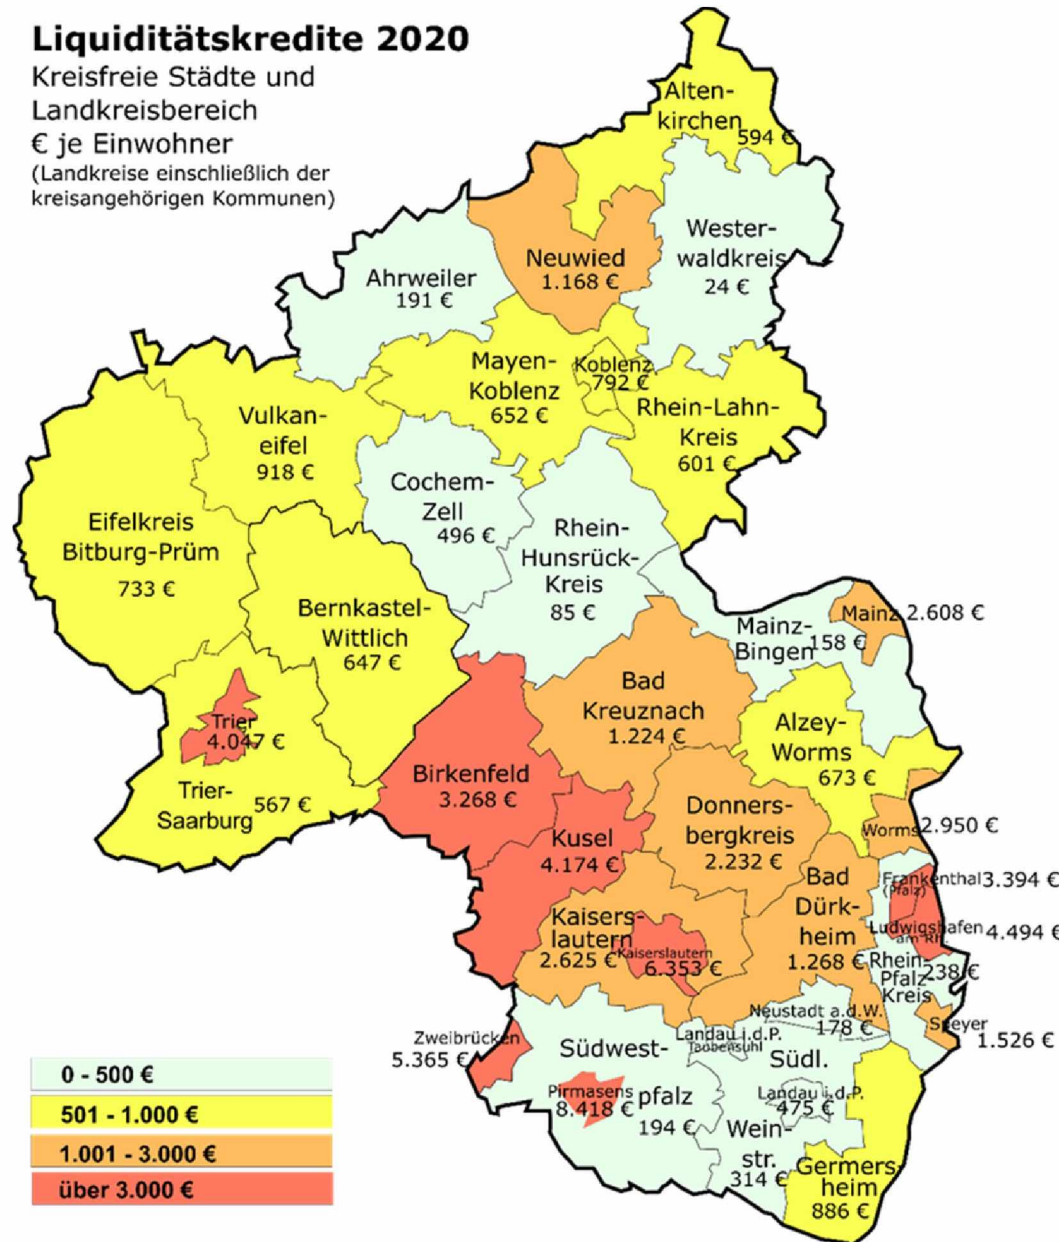 Liquiditätskredite 2020
Kreisfreie Städte und
Landkreisbereich
€ je Einwohner
(Landkreise einschließlich der
kreisangehörigen Kommunen)
Alten-
kirchen
594 €
Wester-
waldkreis
24 €
Neuwied
1.168 €
Ahrweiler
191 €
Mayen-
Koblenz
652 €
Koblenz
792 €
Rhein-Lahn-
Kreis
601 €
Vulkan-
eifel
918 €
Cochem-
Zell
496 €
Eifelkreis
Bitburg-Prüm
733 €
Rhein-
Hunsrück-
Kreis
85 €
Bernkastel-
Wittlich
647 €
Mainz 2.608 €
Mainz-
Bingen
158 €
Bad
Kreuznach
1.224 €
Trier
4.047 €
Alzey-
Worms
673 €
Birkenfeld
3.268 €
Trier-
Saarburg
567 €
Donners-
bergkreis
2.232 €
Kusel
4.174 €
Worms 2.950 €
Frankenthal 3.394 €
(Pfalz)
Bad
Dürk-
heim
1.268 €
Ludwigshafen
am Rh.
4.494 €
Kaisers-
lautern
2.625 €
Kaiserslautern
6.353 €
Rhein-
Pfalz-
Kreis
238 €
Neustadt a.d.W.
178 €
Speyer
1.526 €
Zweibrücken
5.365 €
Landau i.d.P.
Taubensuhl
Südwest-
pfalz
194 €
Pirmasens
8.418 €
Südl.
Wein-
str.
314 €
Landau i.d.P.
475 €
Germers-
heim
886 €
0 - 500 €
501 - 1.000 €
1.001 - 3.000 €
über 3.000 €